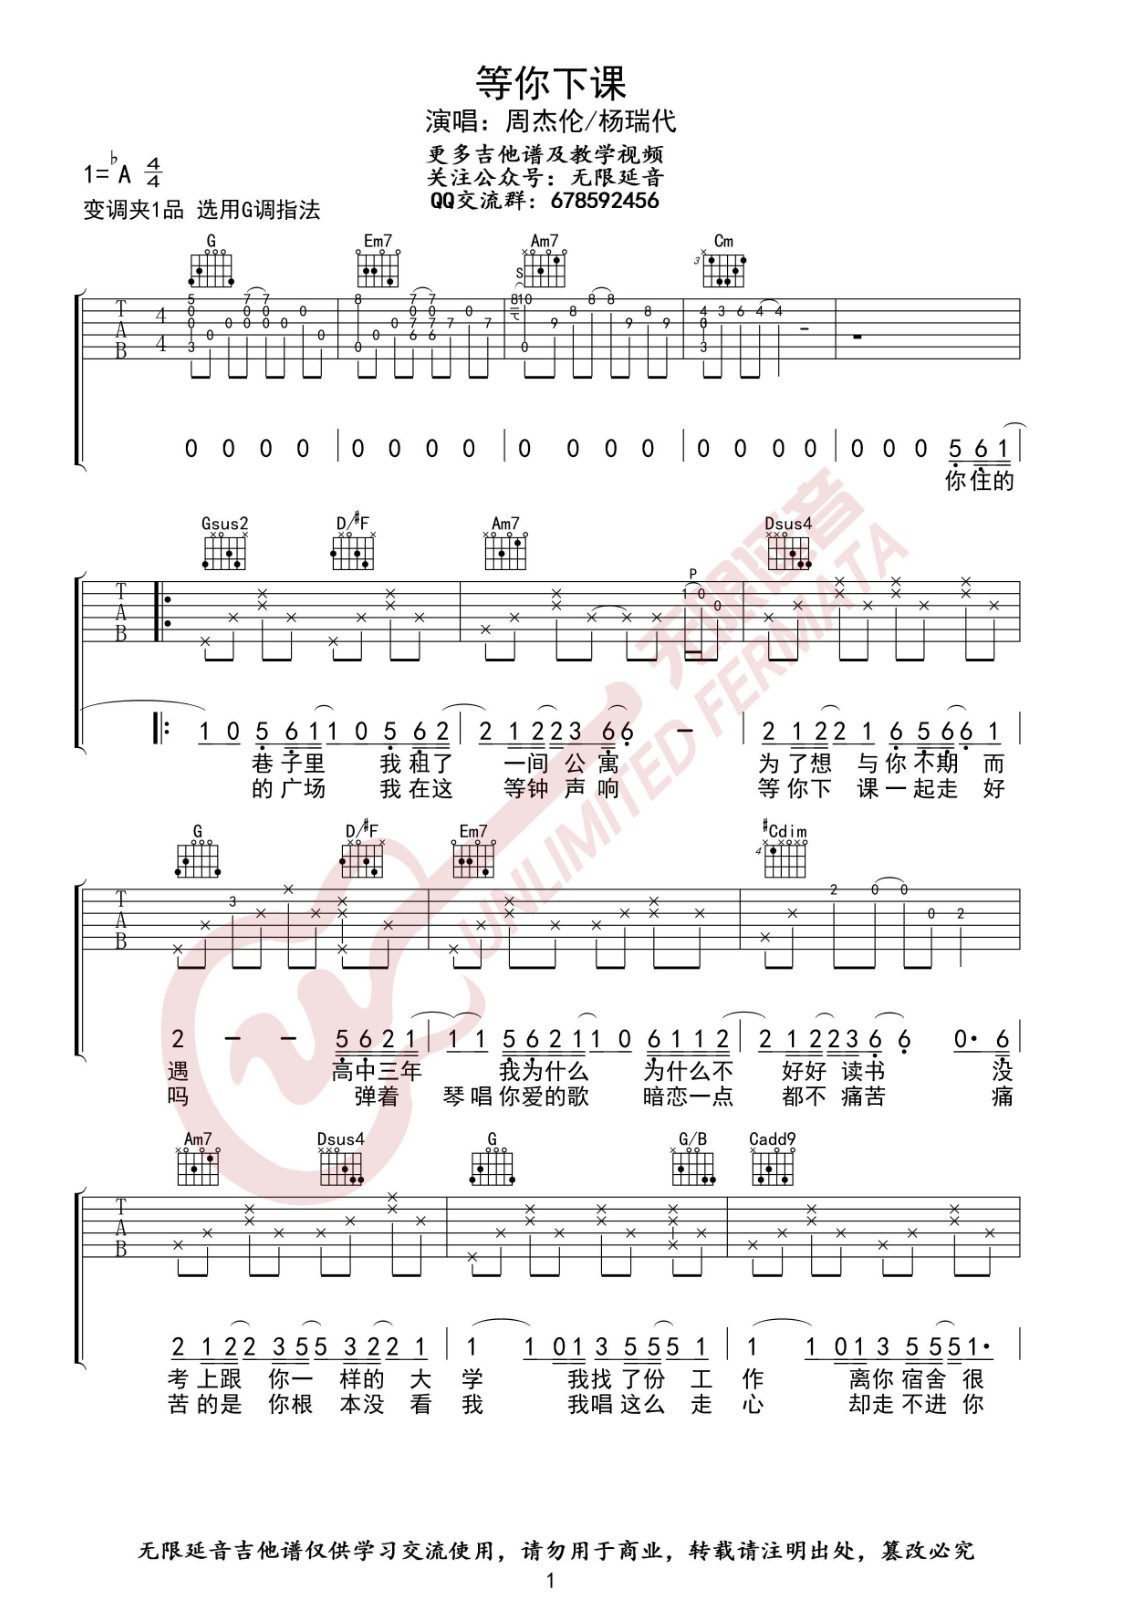 等你下课
演唱：周杰伦/杨瑞代
更多吉他谱及教学视频
关注公众号：无限延音
QQ交流群：678592456
1=♭A 4/4
变调夹1品 选用G调指法
G Em7 Am7 Cm
0 0 0 0 | 0 0 0 0 | 0 0 0 0 | 0 0 0 0 | 0 0 0 5 6 1
你住的
Gsus2 D/#F Am7 Dsus4
1 0 5 6 1 1 0 5 6 2 | 2 1 2 2 3 6 6 - | 2 1 2 2 1 6 5 6 6 1
巷子里 我租了 一间公寓 为了想与你不期而
的广场 我在这 等钟声响 等你下课一起走好
G D/#F Em7 #Cdim
2 - - 5 6 2 1 | 1 1 5 6 2 1 1 0 6 1 1 2 | 2 1 2 2 3 6 6 0· 6
遇 高中三年 我为什么 为什么不 好好读书 没
吗 弹着 琴唱你爱的歌 暗恋一点 都不痛苦 痛
Am7 Dsus4 G G/B Cadd9
2 1 2 2 3 5 5 3 2 2 1 | 1 1 0 1 3 5 5 5 1 | 1 1 0 1 3 5 5 5 1·
考上跟你一样的大学 我找了份工作 离你宿舍很
苦的是你根本没看我 我唱这么走心 却走不进你
无限延音 UNLIMITED FERMATA
无限延音吉他谱仅供学习交流使用，请勿用于商业，转载请注明出处，篡改必究
1